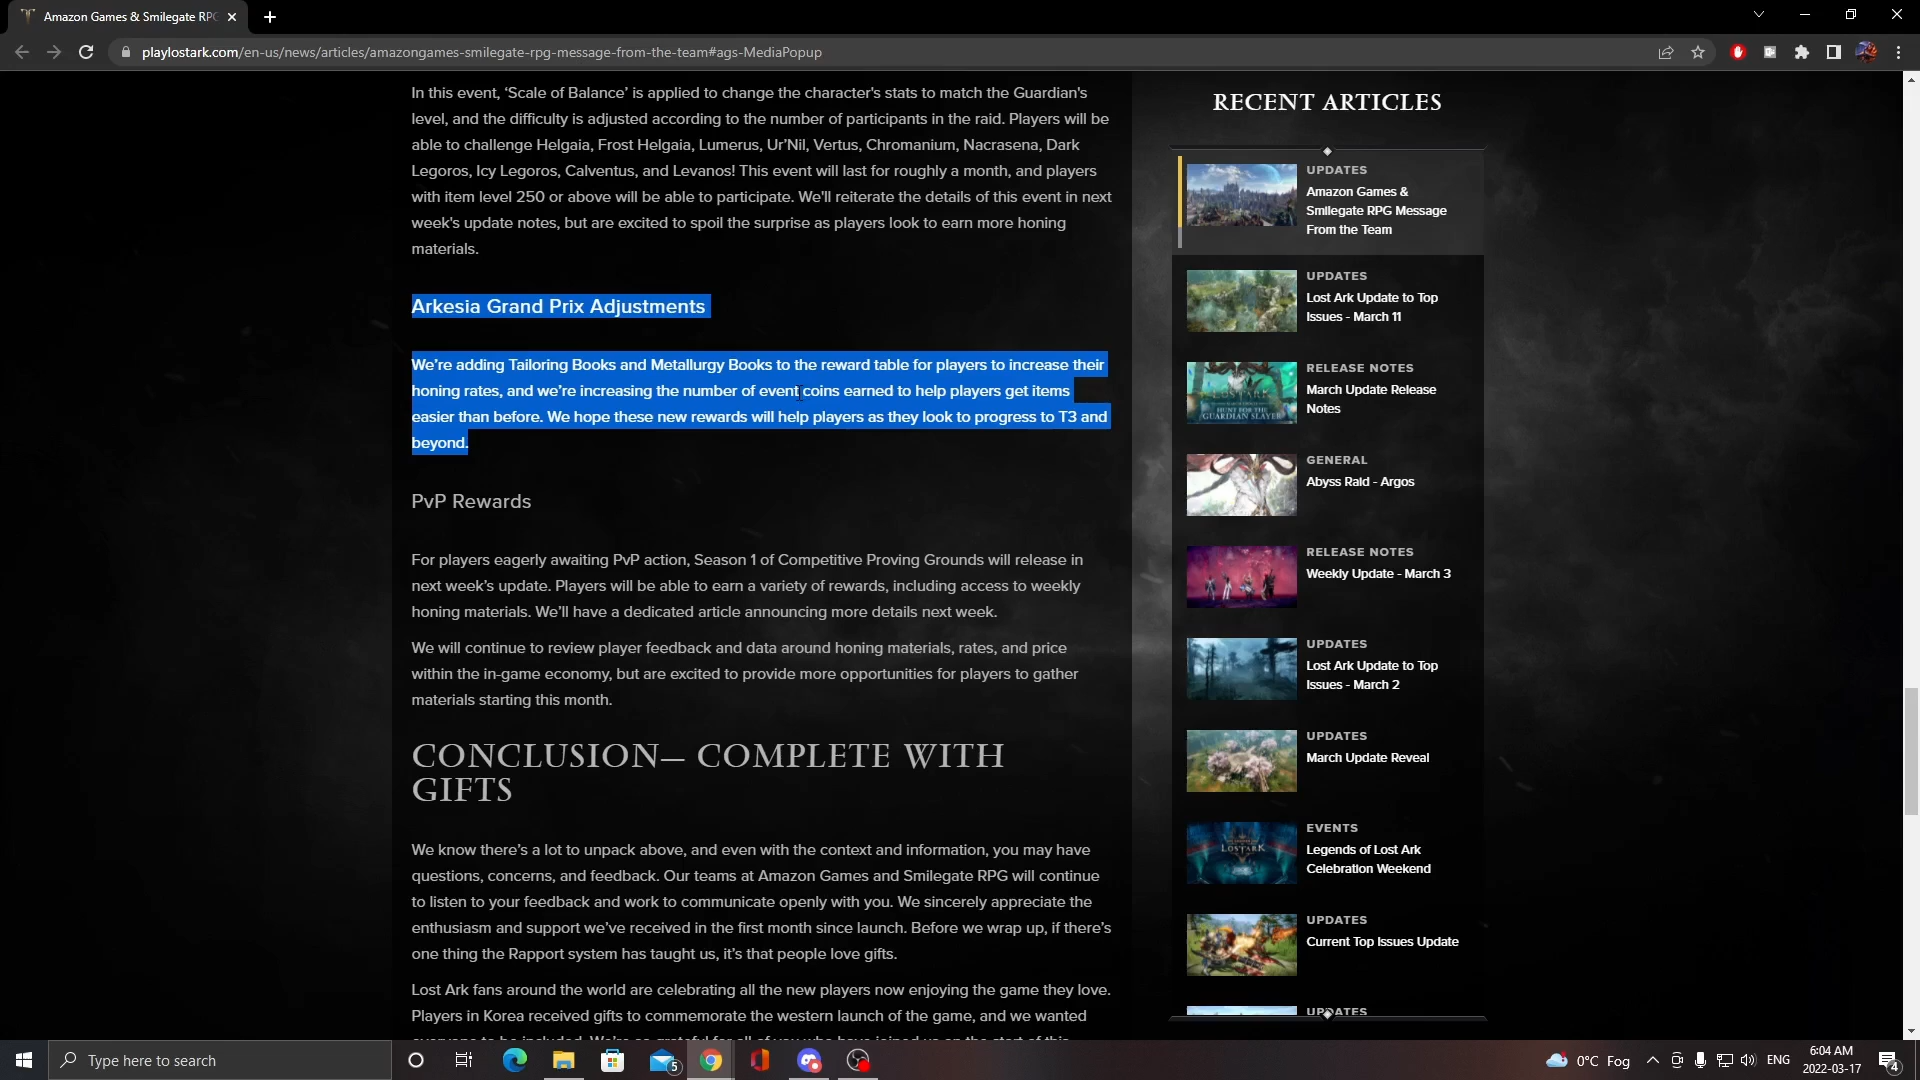 Amazon Games & Smilegate RPG
playlostark.com/en-us/news/articles/amazongames-smilegate-rpg-message-from-the-team#ags-MediaPopup
In this event, ‘Scale of Balance’ is applied to change the character's stats to match the Guardian's
level, and the difficulty is adjusted according to the number of participants in the raid. Players will be
able to challenge Helgaia, Frost Helgaia, Lumerus, Ur’Nil, Vertus, Chromanium, Nacrasena, Dark
Legoros, Icy Legoros, Calventus, and Levanos! This event will last for roughly a month, and players
with item level 250 or above will be able to participate. We'll reiterate the details of this event in next
week's update notes, but are excited to spoil the surprise as players look to earn more honing
materials.
Arkesia Grand Prix Adjustments
We’re adding Tailoring Books and Metallurgy Books to the reward table for players to increase their
honing rates, and we’re increasing the number of event coins earned to help players get items
easier than before. We hope these new rewards will help players as they look to progress to T3 and
beyond.
PvP Rewards
For players eagerly awaiting PvP action, Season 1 of Competitive Proving Grounds will release in
next week’s update. Players will be able to earn a variety of rewards, including access to weekly
honing materials. We’ll have a dedicated article announcing more details next week.
We will continue to review player feedback and data around honing materials, rates, and price
within the in-game economy, but are excited to provide more opportunities for players to gather
materials starting this month.
CONCLUSION— COMPLETE WITH
GIFTS
We know there’s a lot to unpack above, and even with the context and information, you may have
questions, concerns, and feedback. Our teams at Amazon Games and Smilegate RPG will continue
to listen to your feedback and work to communicate openly with you. We sincerely appreciate the
enthusiasm and support we’ve received in the first month since launch. Before we wrap up, if there’s
one thing the Rapport system has taught us, it’s that people love gifts.
Lost Ark fans around the world are celebrating all the new players now enjoying the game they love.
Players in Korea received gifts to commemorate the western launch of the game, and we wanted
RECENT ARTICLES
UPDATES
Amazon Games &
Smilegate RPG Message
From the Team
UPDATES
Lost Ark Update to Top
Issues - March 11
RELEASE NOTES
March Update Release
Notes
GENERAL
Abyss Raid - Argos
RELEASE NOTES
Weekly Update - March 3
UPDATES
Lost Ark Update to Top
Issues - March 2
UPDATES
March Update Reveal
EVENTS
Legends of Lost Ark
Celebration Weekend
UPDATES
Current Top Issues Update
UPDATES
Type here to search
5
0°C Fog
ENG
6:04 AM
2022-03-17
4